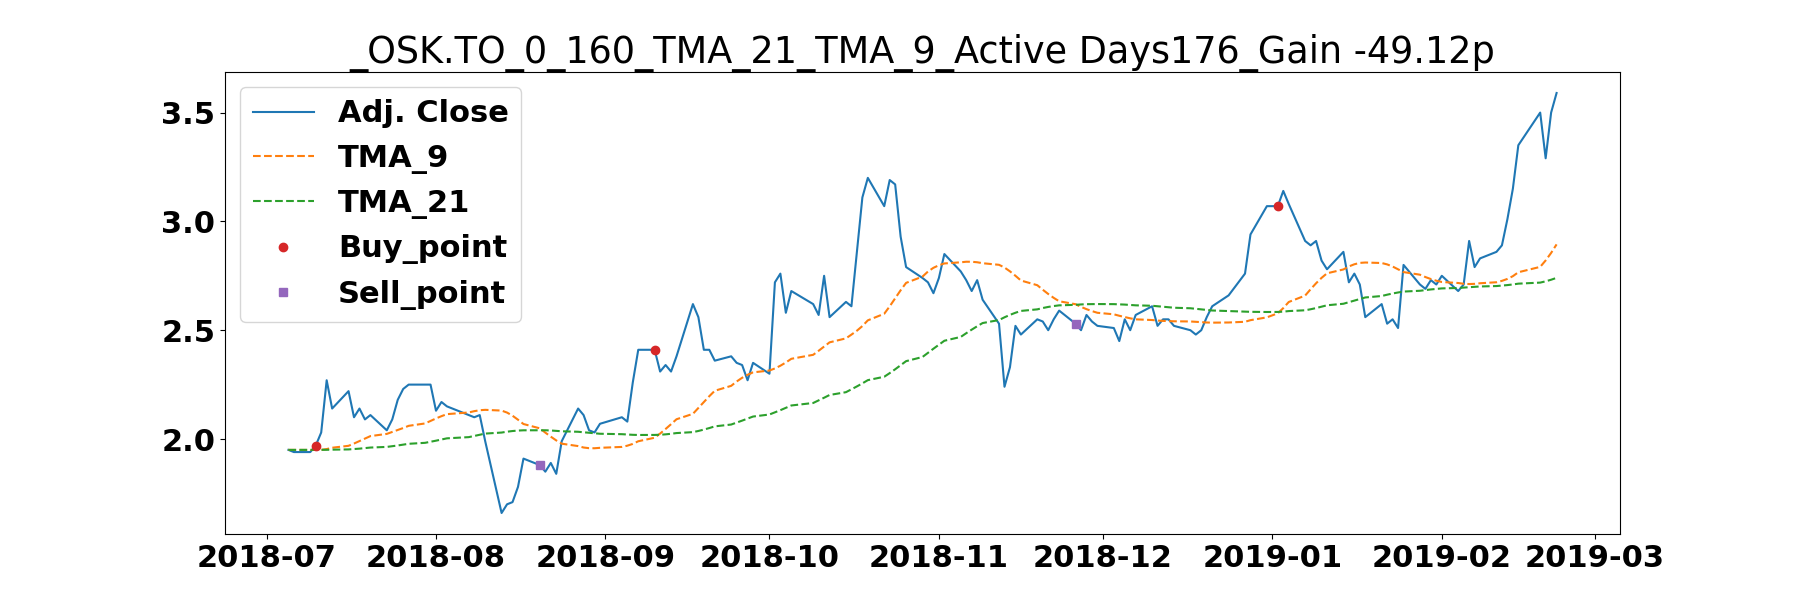 _OSK.TO_0_160_TMA_21_TMA_9_Active Days176_Gain -49.12p
Adj. Close
TMA_9
TMA_21
Buy_point
Sell_point
3.5
3.0
2.5
2.0
2018-07 2018-08 2018-09 2018-10 2018-11 2018-12 2019-01 2019-02 2019-03